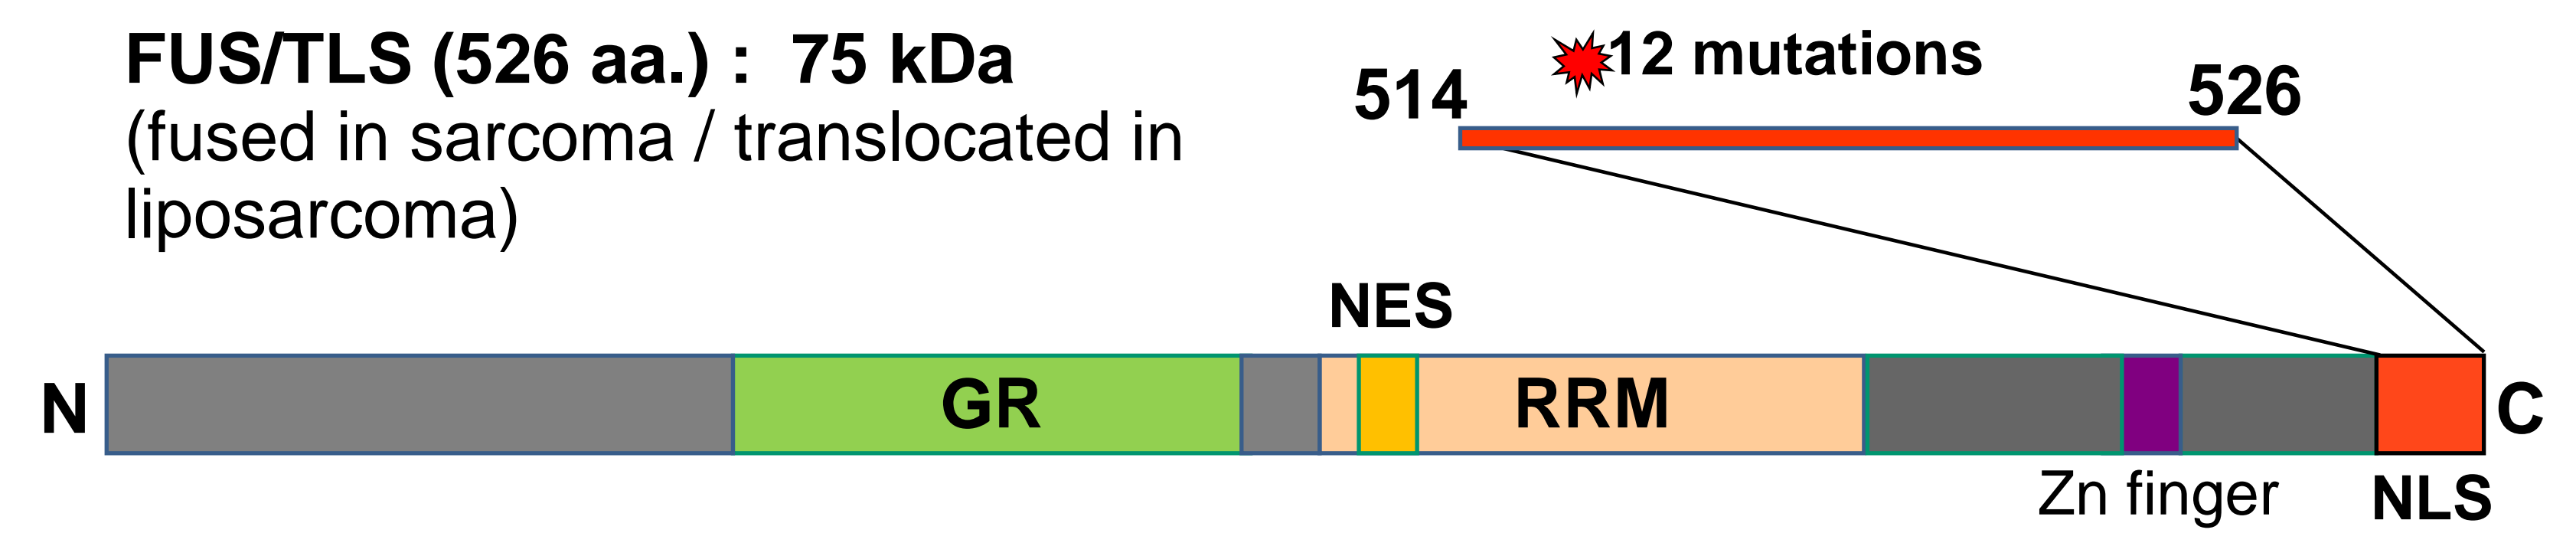 FUS/TLS (526 aa.) : 75 kDa
(fused in sarcoma / translocated in
liposarcoma)
12 mutations
514
526
NES
N
GR
RRM
C
Zn finger
NLS